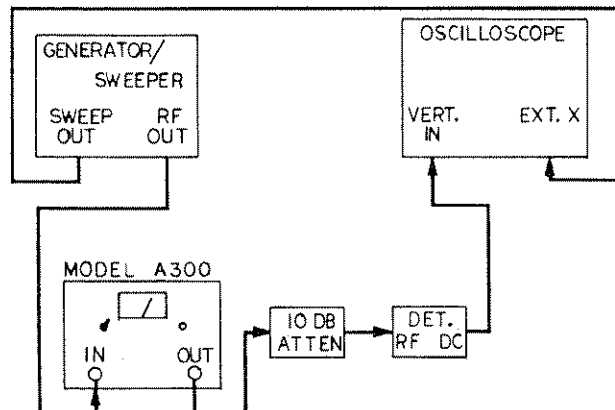 GENERATOR/
SWEEPER
SWEEP RF
OUT OUT
OSCILLOSCOPE
VERT. EXT. X
IN
MODEL A300
IN OUT
10 DB
ATTEN
DET.
RF DC